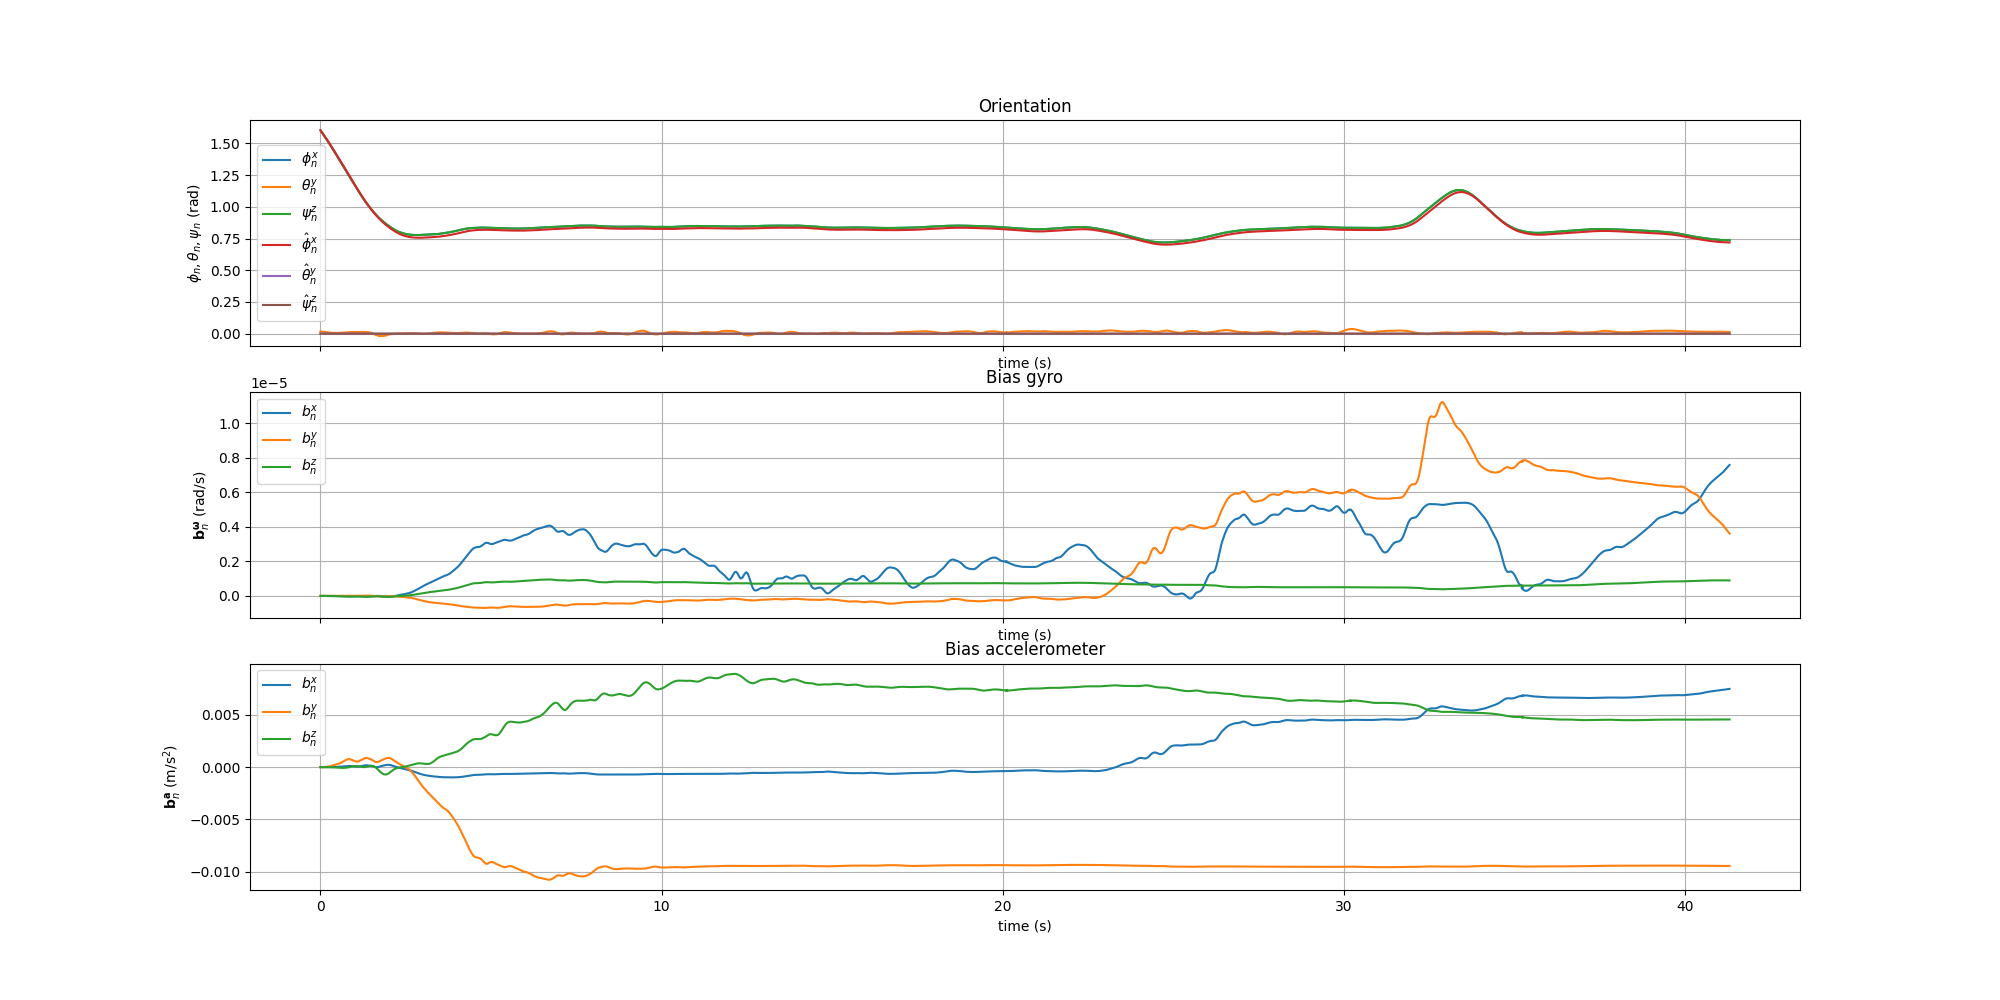 Orientation
1.50
1.25
1.00
0.75
0.50
0.25
0.00
ϕₙ, θₙ, ψₙ (rad)
ϕₙˣ
θₙʸ
ψₙᶻ
ϕ̂ₙˣ
θ̂ₙʸ
ψ̂ₙᶻ
time (s)
Bias gyro
1e−5
1.0
0.8
0.6
0.4
0.2
0.0
bₙ^ω (rad/s)
bₙˣ
bₙʸ
bₙᶻ
time (s)
Bias accelerometer
0.005
0.000
−0.005
−0.010
bₙᵃ (m/s²)
bₙˣ
bₙʸ
bₙᶻ
0 10 20 30 40
time (s)